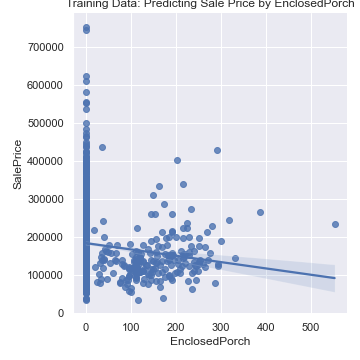 Training Data: Predicting Sale Price by EnclosedPorch
700000
600000
500000
400000
300000
200000
100000
0
SalePrice
0 100 200 300 400 500
EnclosedPorch